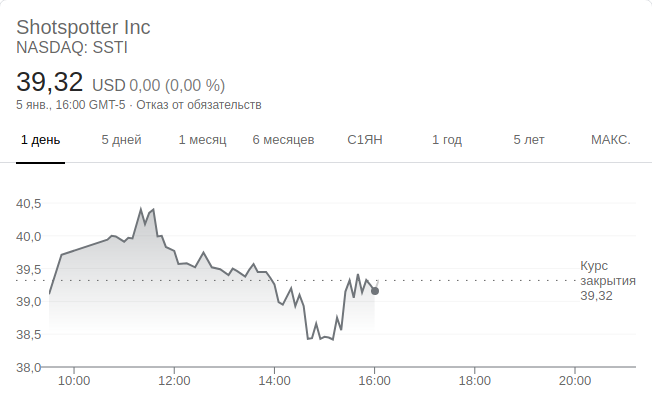 Shotspotter Inc
NASDAQ: SSTI
39,32 USD 0,00 (0,00 %)
5 янв., 16:00 GMT-5 · Отказ от обязательств
1 день 5 дней 1 месяц 6 месяцев С1ЯН 1 год 5 лет МАКС.
40,5
40,0
39,5
39,0
38,5
38,0
Курс
закрытия
39,32
10:00 12:00 14:00 16:00 18:00 20:00